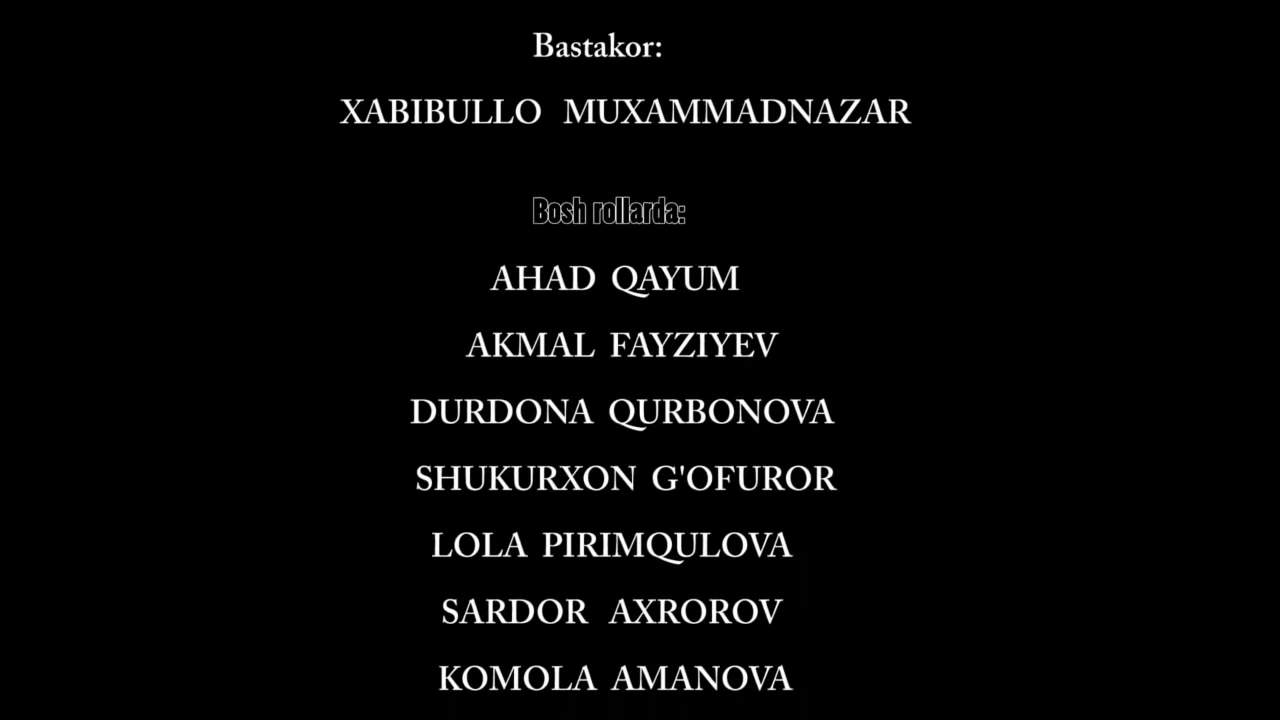 Bastakor:
XABIBULLO MUXAMMADNAZAR
Bosh rollarda:
AHAD QAYUM
AKMAL FAYZIYEV
DURDONA QURBONOVA
SHUKURXON G'OFUROR
LOLA PIRIMQULOVA
SARDOR AXROROV
KOMOLA AMANOVA